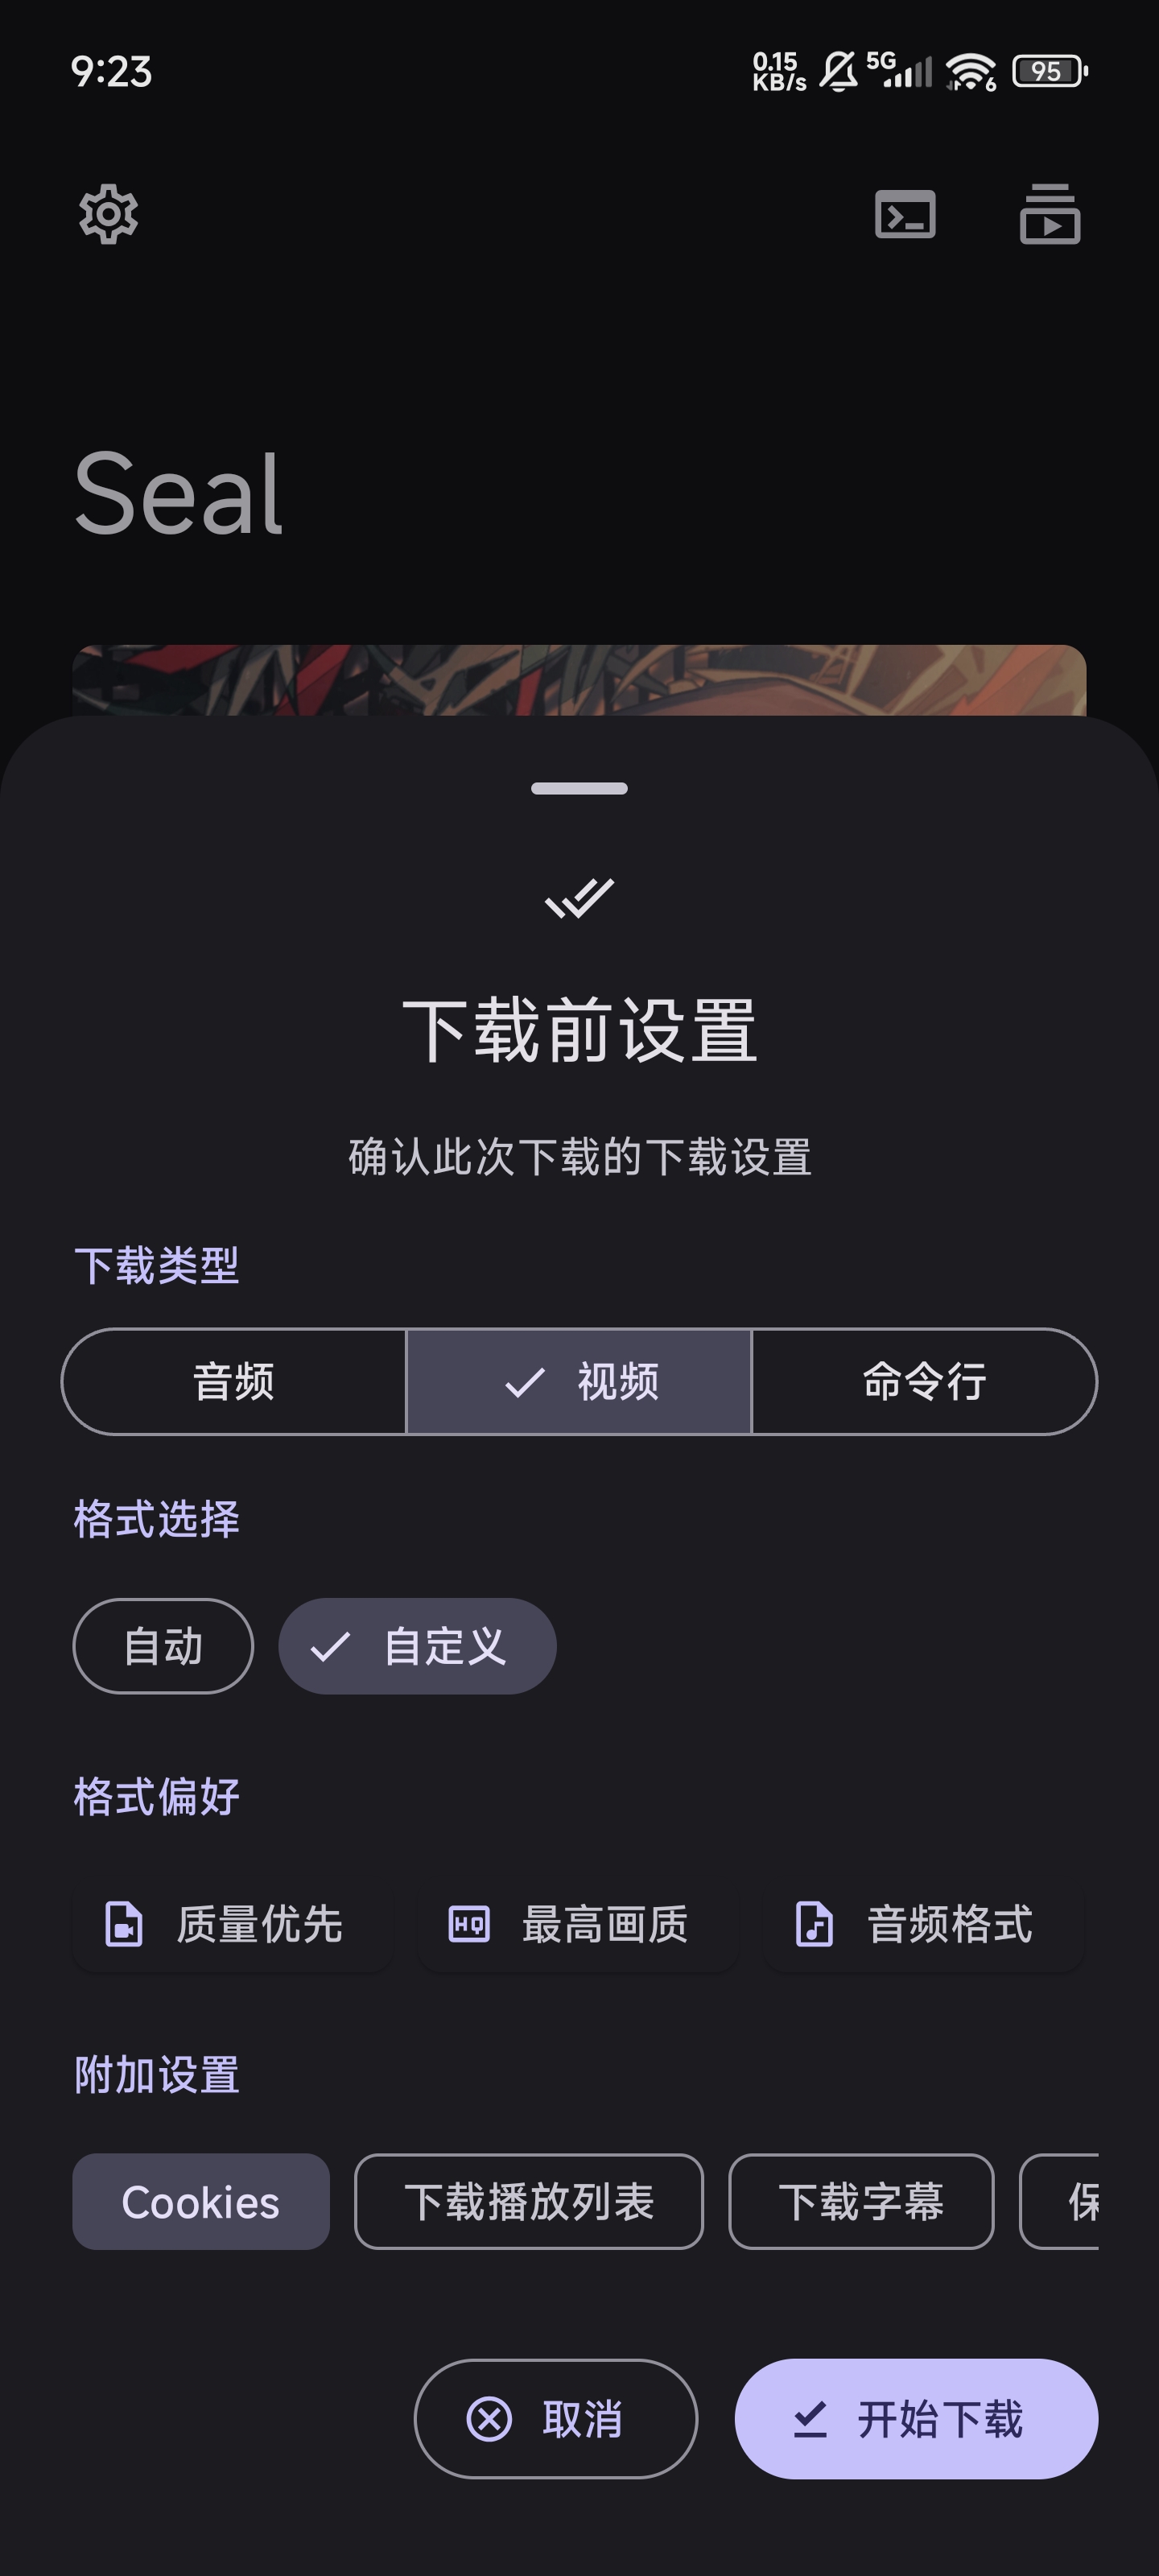 9:23
0.15 KB/s 5G 6 95
Seal
下载前设置
确认此次下载的下载设置
下载类型
音频 视频 命令行
格式选择
自动 自定义
格式偏好
质量优先 HQ 最高画质 音频格式
附加设置
Cookies 下载播放列表 下载字幕 保
取消 开始下载